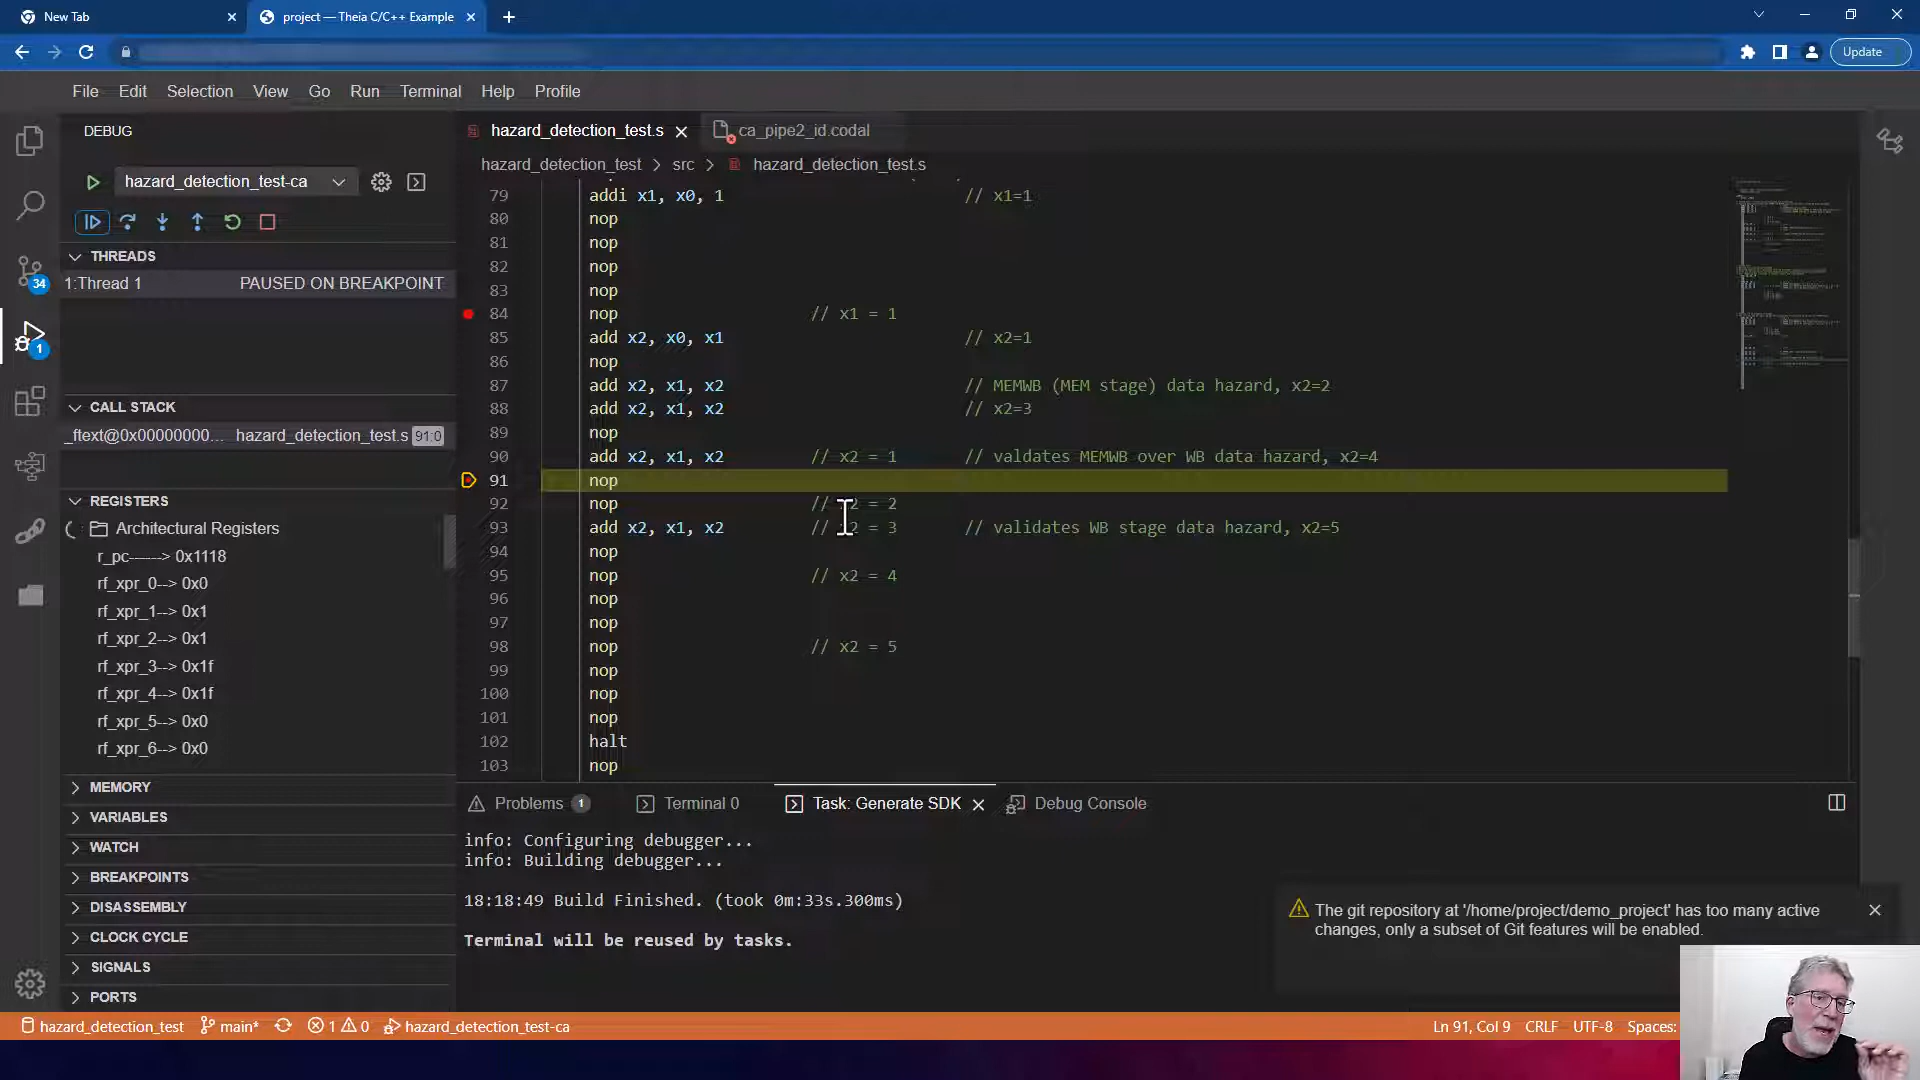 New Tab
project — Theia C/C++ Example
Update
File Edit Selection View Go Run Terminal Help Profile
DEBUG
hazard_detection_test-ca
THREADS
1:Thread 1 PAUSED ON BREAKPOINT
CALL STACK
_ftext@0x00000000... hazard_detection_test.s 91:0
REGISTERS
Architectural Registers
r_pc------> 0x1118
rf_xpr_0--> 0x0
rf_xpr_1--> 0x1
rf_xpr_2--> 0x1
rf_xpr_3--> 0x1f
rf_xpr_4--> 0x1f
rf_xpr_5--> 0x0
rf_xpr_6--> 0x0
MEMORY
VARIABLES
WATCH
BREAKPOINTS
DISASSEMBLY
CLOCK CYCLE
SIGNALS
PORTS
34
1
hazard_detection_test.s
ca_pipe2_id.codal
hazard_detection_test > src > hazard_detection_test.s
79 addi x1, x0, 1 // x1=1
80 nop
81 nop
82 nop
83 nop
84 nop // x1 = 1
85 add x2, x0, x1 // x2=1
86 nop
87 add x2, x1, x2 // MEMWB (MEM stage) data hazard, x2=2
88 add x2, x1, x2 // x2=3
89 nop
90 add x2, x1, x2 // x2 = 1 // valdates MEMWB over WB data hazard, x2=4
91 nop
92 nop // = 2
93 add x2, x1, x2 // = 3 // validates WB stage data hazard, x2=5
94 nop
95 nop // x2 = 4
96 nop
97 nop
98 nop // x2 = 5
99 nop
100 nop
101 nop
102 halt
103 nop
Problems 1 Terminal 0 Task: Generate SDK Debug Console
info: Configuring debugger...
info: Building debugger...
18:18:49 Build Finished. (took 0m:33s.300ms)
Terminal will be reused by tasks.
The git repository at '/home/project/demo_project' has too many active
changes, only a subset of Git features will be enabled.
hazard_detection_test main* 1 0 hazard_detection_test-ca Ln 91, Col 9 CRLF UTF-8 Spaces: